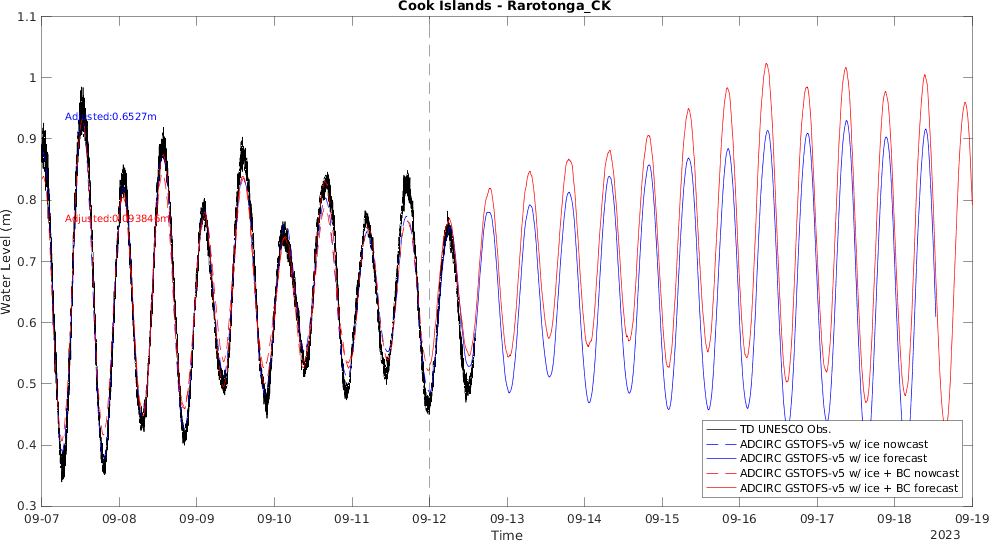 Cook Islands - Rarotonga_CK
Water Level (m)
1.1
1
0.9
0.8
0.7
0.6
0.5
0.4
0.3
Adjusted:0.6527m
Adjusted:0.093846m
TD UNESCO Obs.
ADCIRC GSTOFS-v5 w/ ice nowcast
ADCIRC GSTOFS-v5 w/ ice forecast
ADCIRC GSTOFS-v5 w/ ice + BC nowcast
ADCIRC GSTOFS-v5 w/ ice + BC forecast
09-07 09-08 09-09 09-10 09-11 09-12 09-13 09-14 09-15 09-16 09-17 09-18 09-19
Time
2023